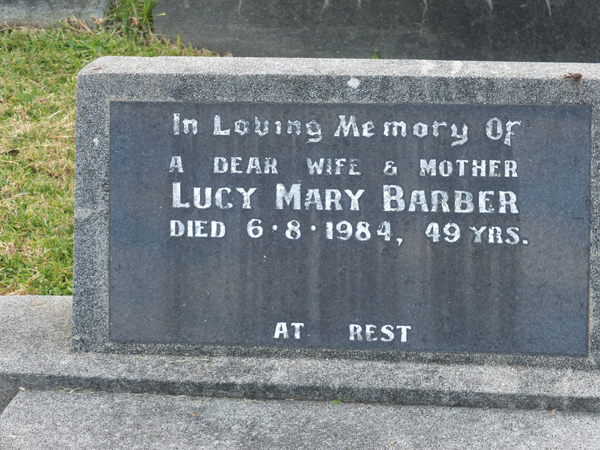 In Loving Memory Of
A DEAR WIFE & MOTHER
LUCY MARY BARBER
DIED 6·8·1984, 49 YRS.
AT REST